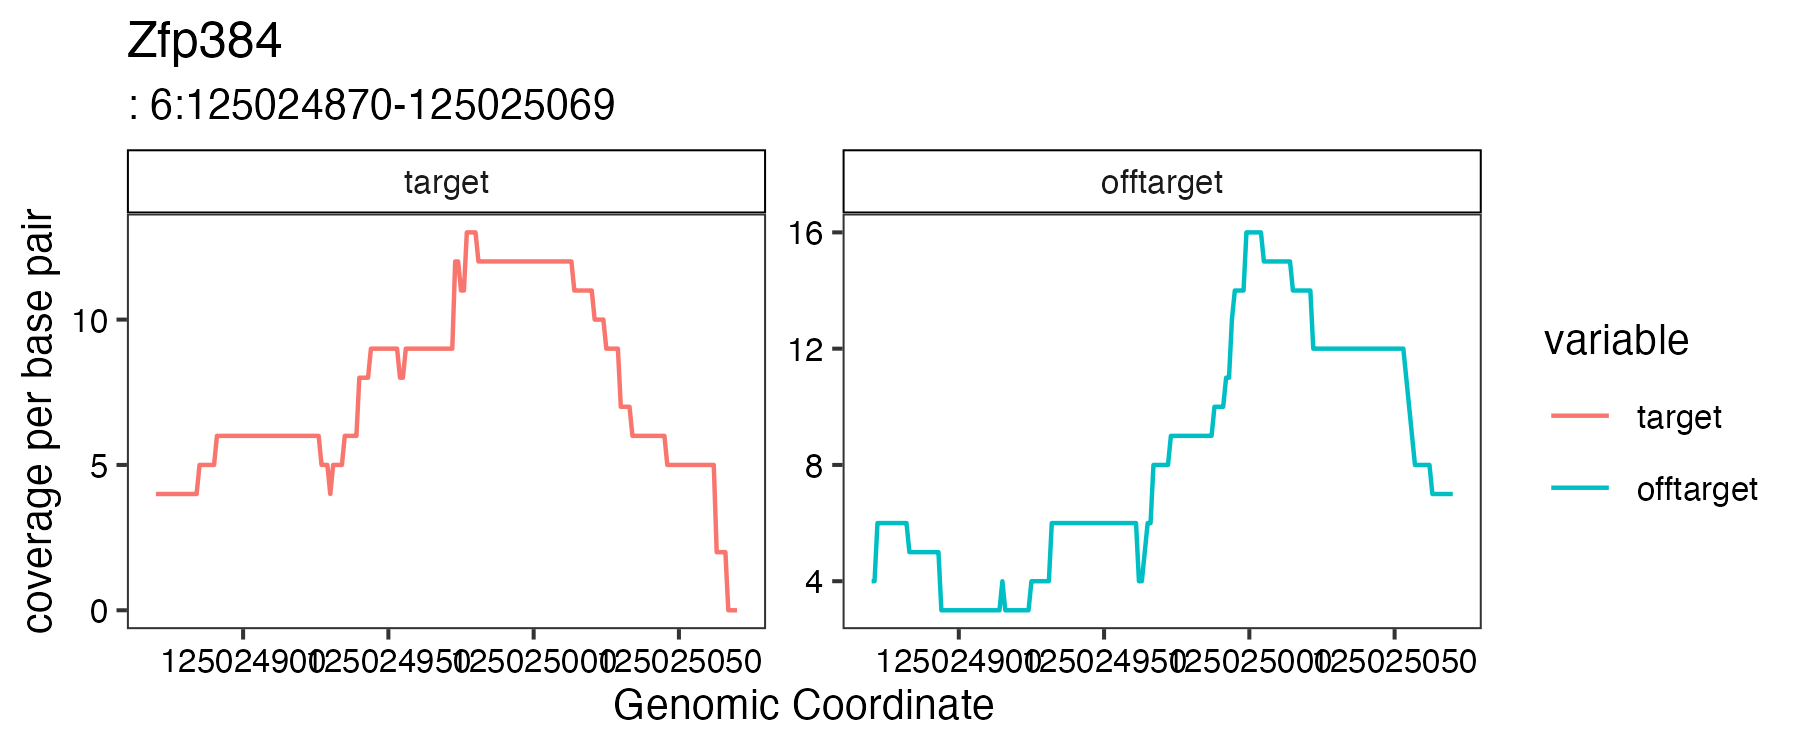 Zfp384
: 6:125024870-125025069
target
offtarget
coverage per base pair
10
5
0
16
12
8
4
125024900 125024950 125025000 125025050
125024900 125024950 125025000 125025050
Genomic Coordinate
variable
target
offtarget